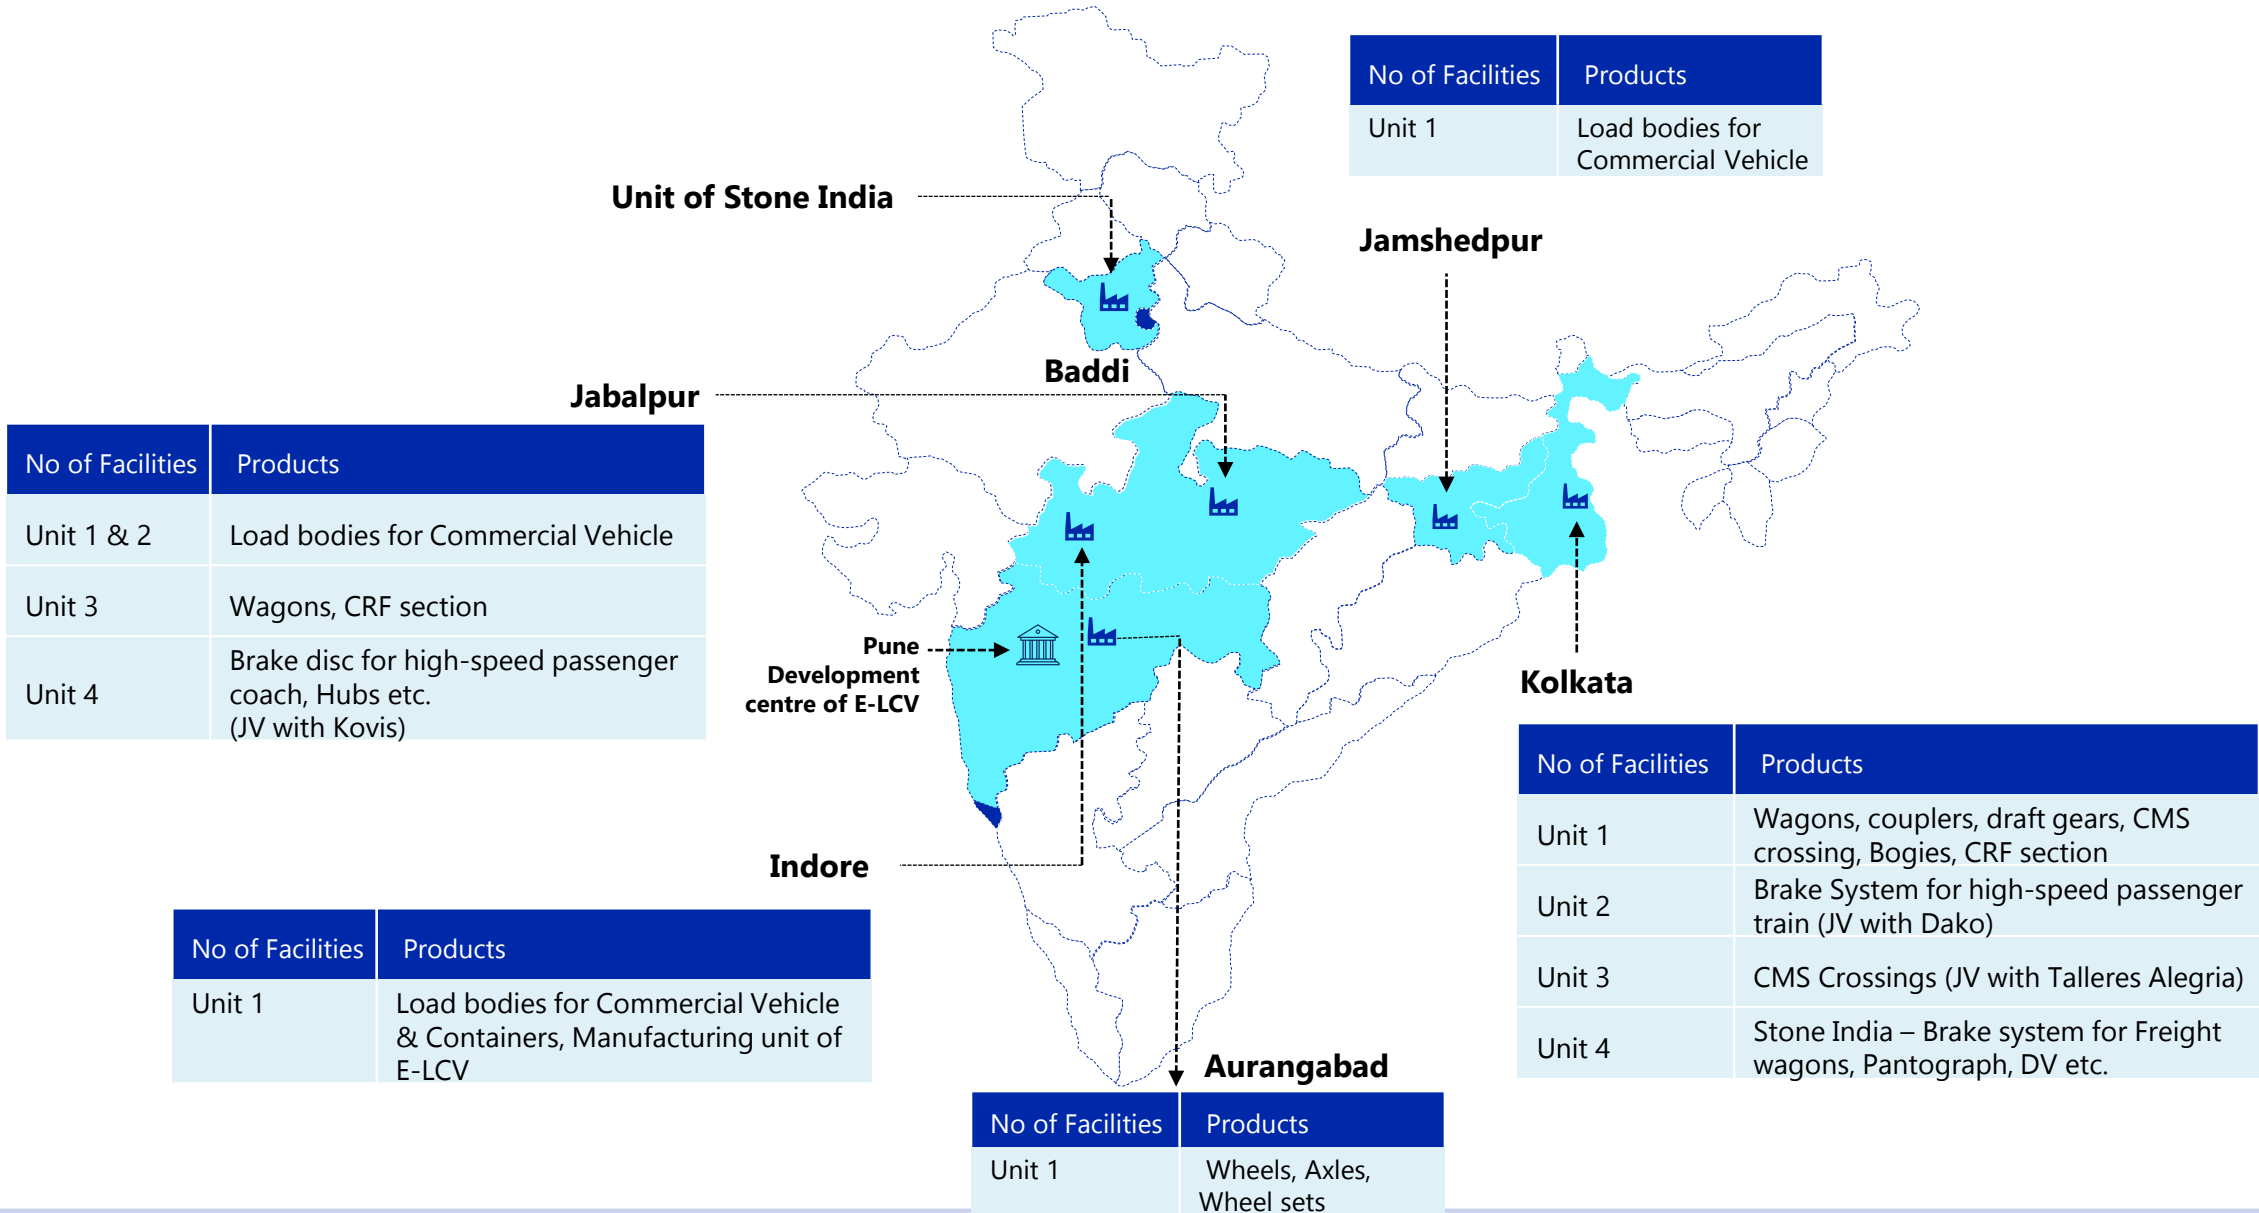 No of Facilities Products
Unit 1 Load bodies for
Commercial Vehicle
Unit of Stone India
Jamshedpur
Baddi
Jabalpur
No of Facilities Products
Unit 1 & 2 Load bodies for Commercial Vehicle
Unit 3 Wagons, CRF section
Unit 4 Brake disc for high-speed passenger
coach, Hubs etc.
(JV with Kovis)
Pune
Development
centre of E-LCV
Kolkata
No of Facilities Products
Unit 1 Wagons, couplers, draft gears, CMS
crossing, Bogies, CRF section
Unit 2 Brake System for high-speed passenger
train (JV with Dako)
Unit 3 CMS Crossings (JV with Talleres Alegria)
Unit 4 Stone India – Brake system for Freight
wagons, Pantograph, DV etc.
Indore
No of Facilities Products
Unit 1 Load bodies for Commercial Vehicle
& Containers, Manufacturing unit of
E-LCV
Aurangabad
No of Facilities Products
Unit 1 Wheels, Axles,
Wheel sets